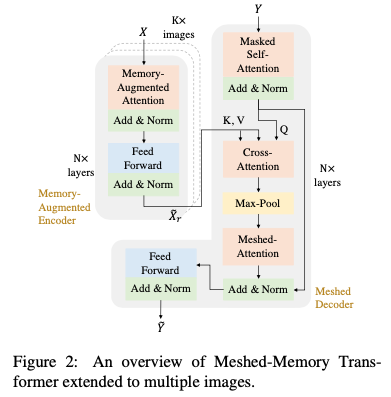 K×
images
X
Y
Memory-
Augmented
Attention
Add & Norm
Feed
Forward
Add & Norm
N×
layers
Memory-
Augmented
Encoder
X̃ᵣ
Masked
Self-
Attention
Add & Norm
K, V
Q
Cross-
Attention
Max-Pool
Meshed-
Attention
Add & Norm
N×
layers
Meshed
Decoder
Feed
Forward
Add & Norm
Ỹ
Figure 2: An overview of Meshed-Memory Trans-
former extended to multiple images.